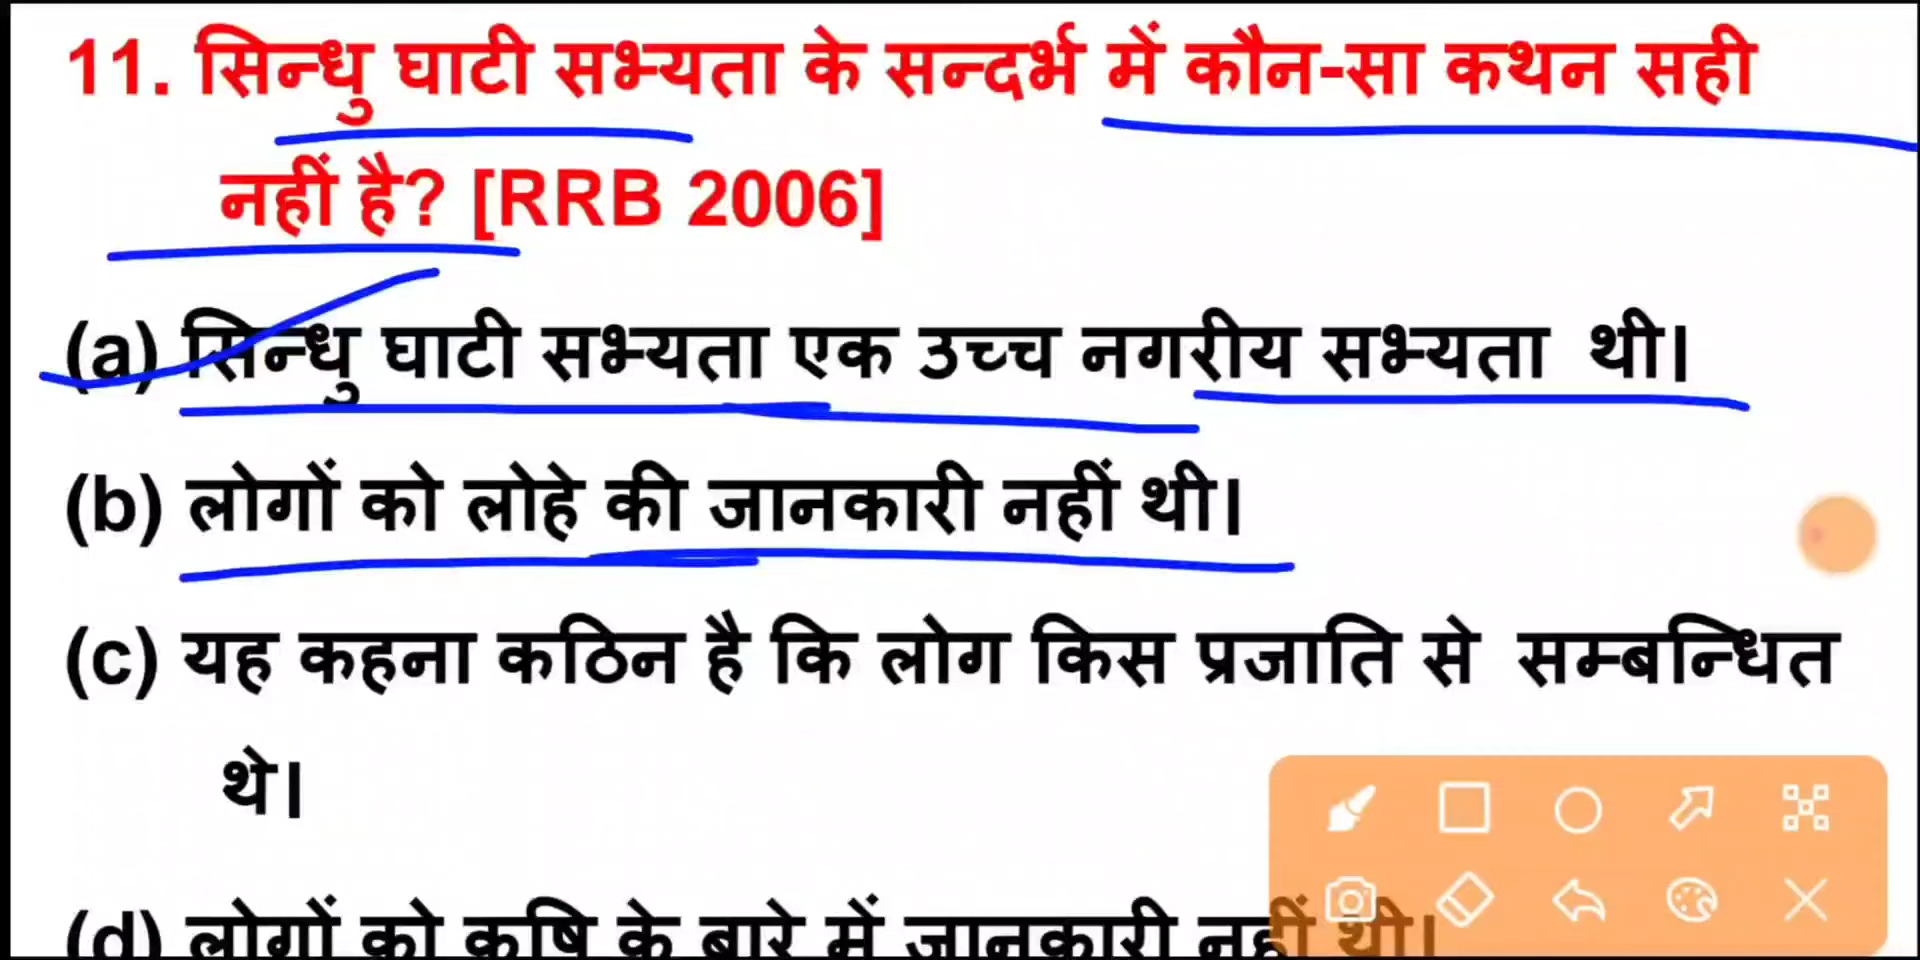 11. सिन्धु घाटी सभ्यता के सन्दर्भ में कौन-सा कथन सही
नहीं है? [RRB 2006]
(a) सिन्धु घाटी सभ्यता एक उच्च नगरीय सभ्यता थी।
(b) लोगों को लोहे की जानकारी नहीं थी।
(c) यह कहना कठिन है कि लोग किस प्रजाति से सम्बन्धित
थे।
(d) लोगों को कृषि के बारे में जानकारी नहीं थी।